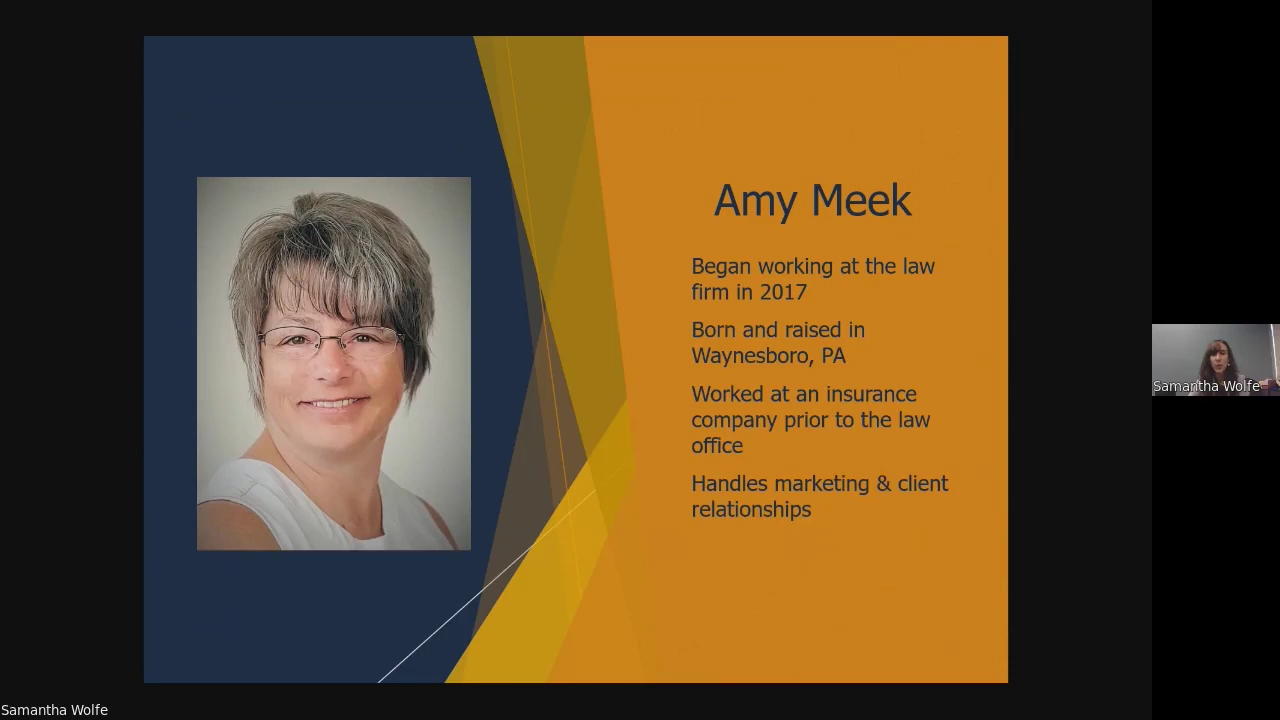 Amy Meek
Began working at the law
firm in 2017
Born and raised in
Waynesboro, PA
Worked at an insurance
company prior to the law
office
Handles marketing & client
relationships
Samantha Wolfe
Samantha Wolfe